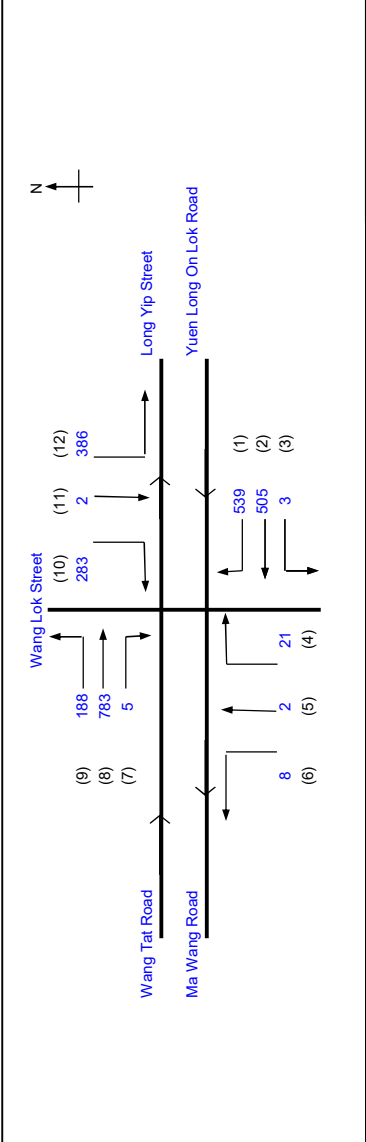 N
Wang Lok Street
(10) (11) (12)
283 2 386
(9) 188
(8) 783
(7) 5
Wang Tat Road
Long Yip Street
Ma Wang Road
Yuen Long On Lok Road
539 (1)
505 (2)
3 (3)
8 2 21
(6) (5) (4)